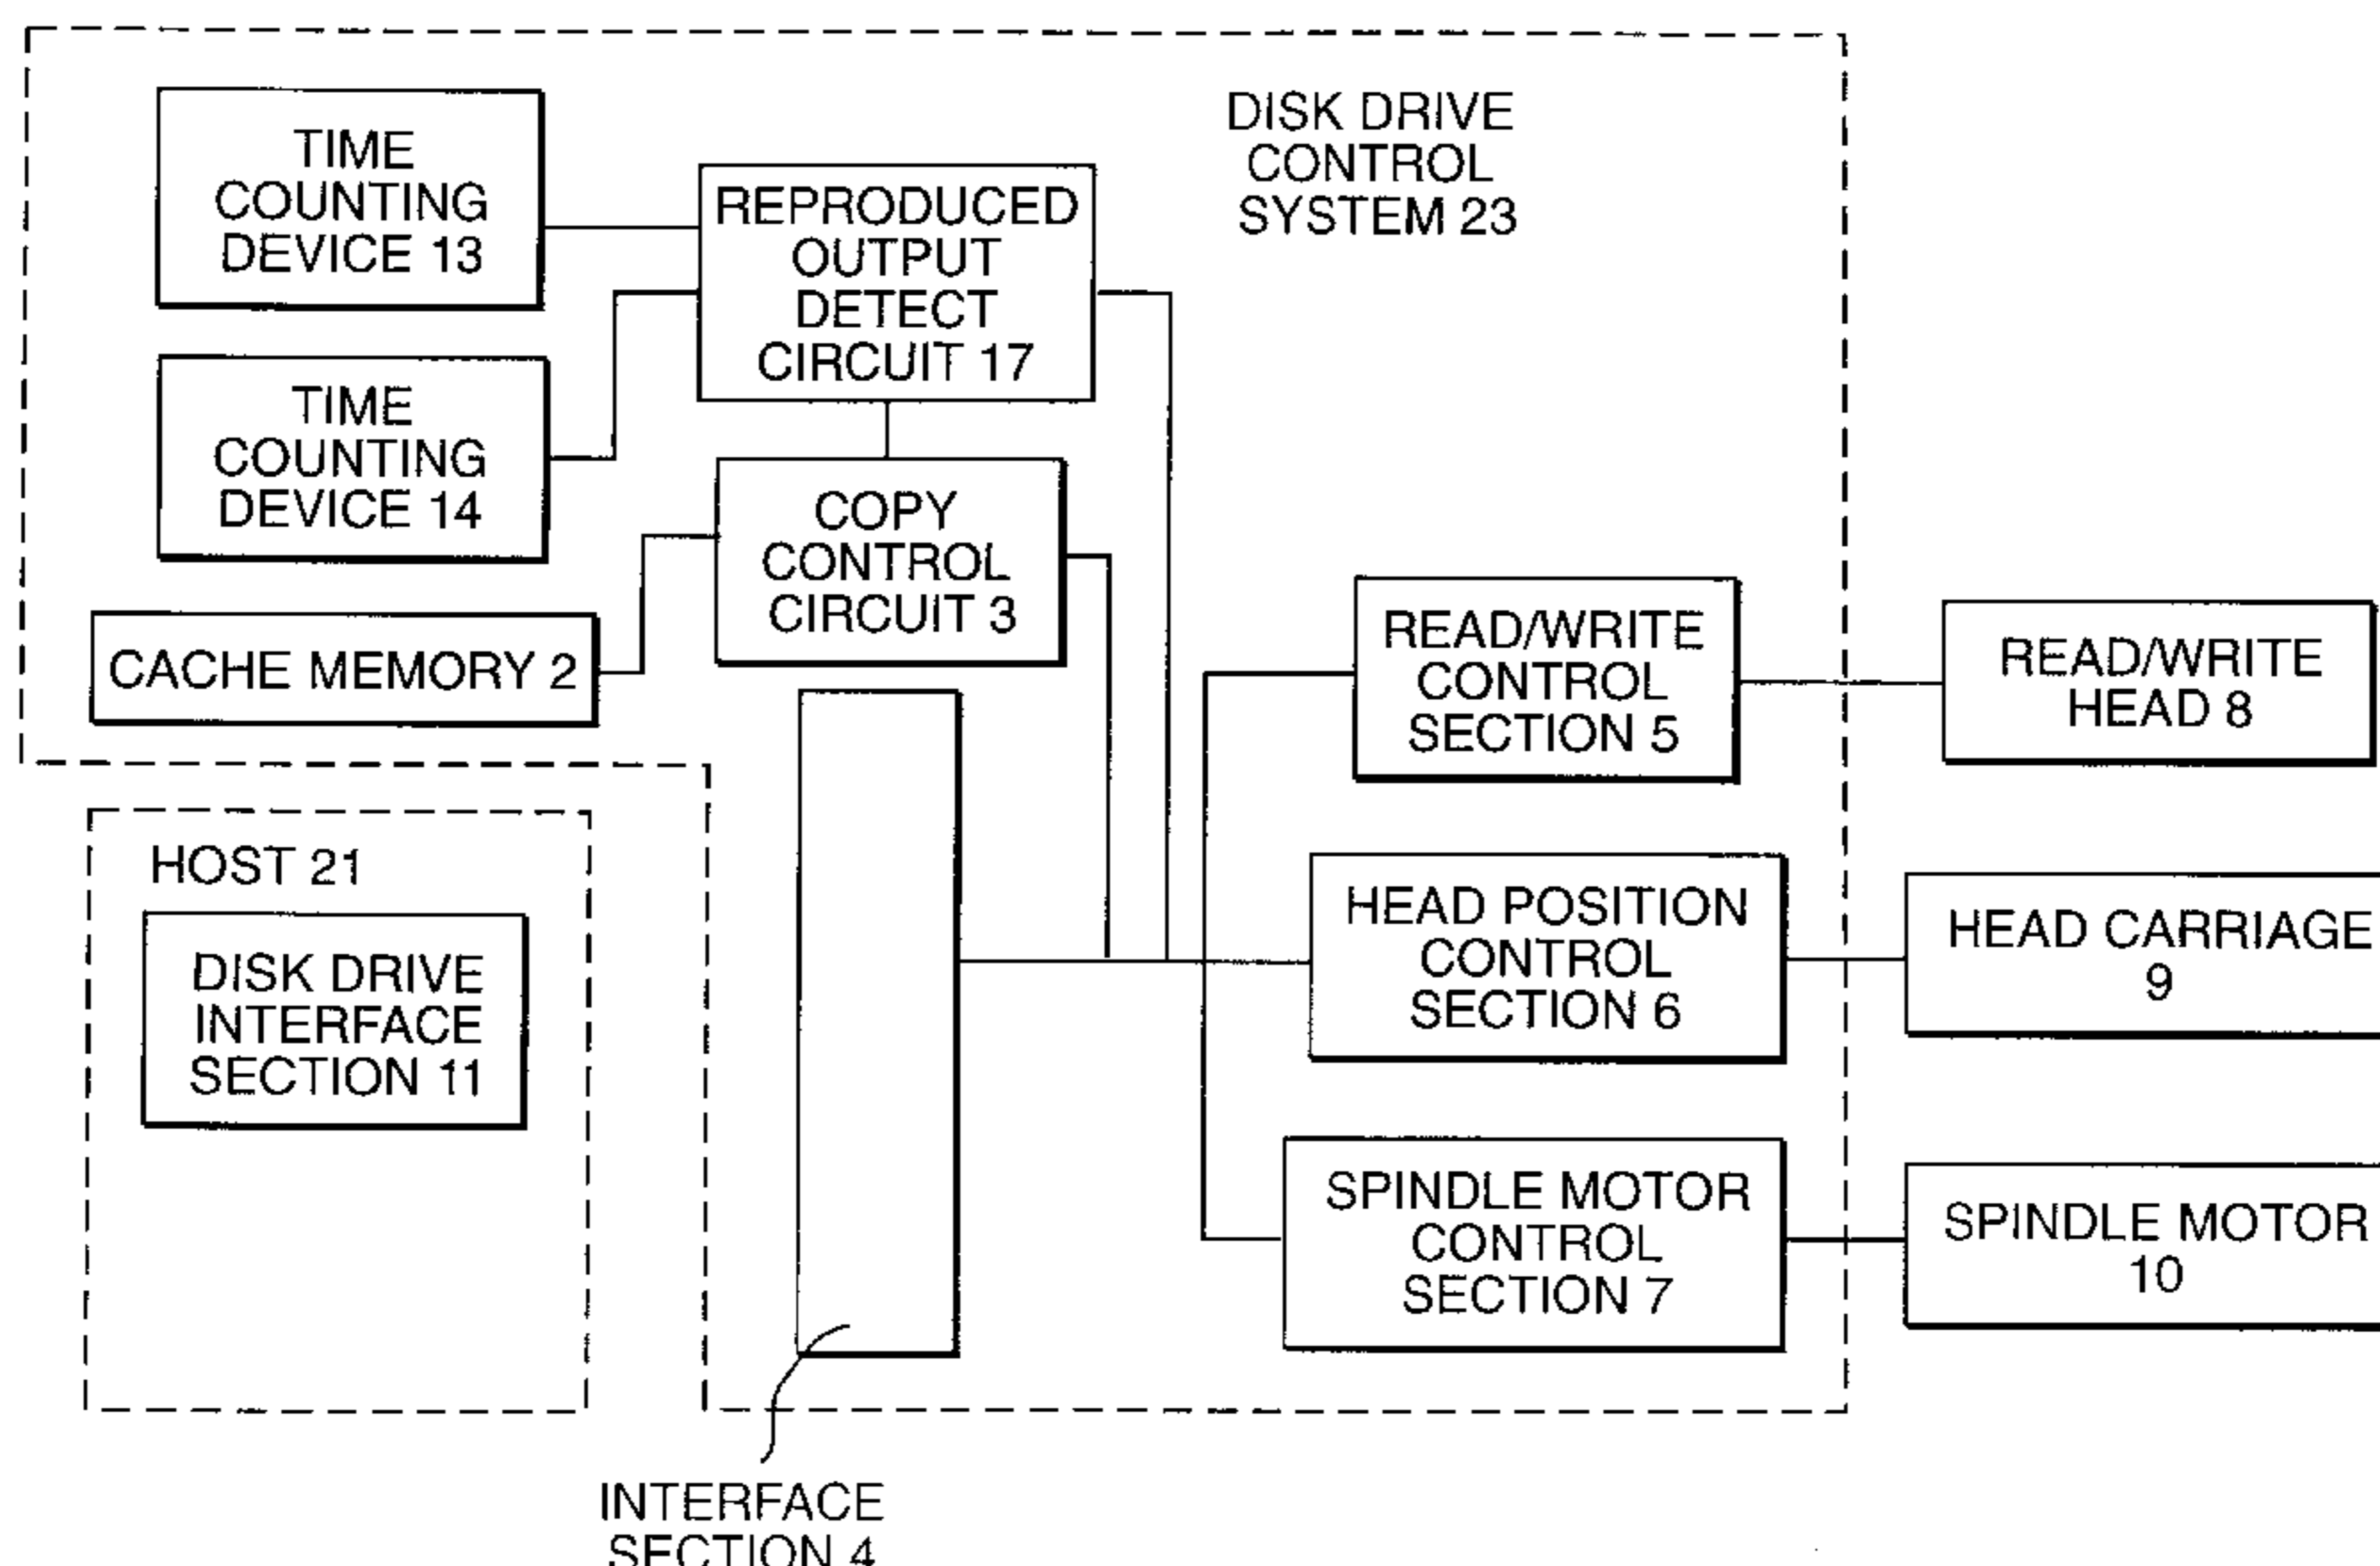 TIME
COUNTING
DEVICE 13
REPRODUCED
OUTPUT
DETECT
CIRCUIT 17
DISK DRIVE
CONTROL
SYSTEM 23
TIME
COUNTING
DEVICE 14
COPY
CONTROL
CIRCUIT 3
CACHE MEMORY 2
READ/WRITE
CONTROL
SECTION 5
READ/WRITE
HEAD 8
HOST 21
DISK DRIVE
INTERFACE
SECTION 11
HEAD POSITION
CONTROL
SECTION 6
HEAD CARRIAGE
9
SPINDLE MOTOR
CONTROL
SECTION 7
SPINDLE MOTOR
10
INTERFACE
SECTION 4